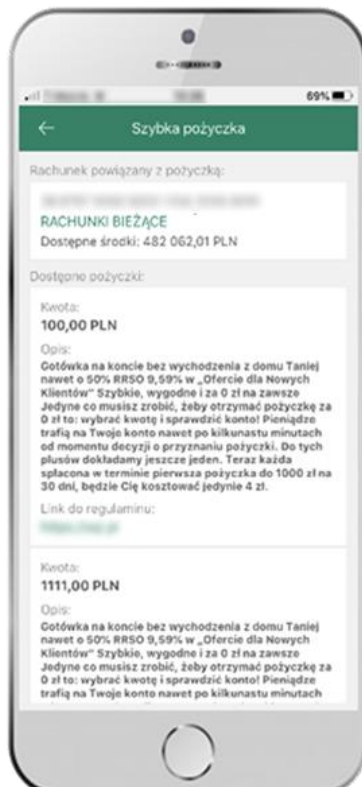 69%
Szybka pożyczka
Rachunek powiązany z pożyczką:
RACHUNKI BIEŻĄCE
Dostępne środki: 482 062,01 PLN
Dostępne pożyczki:
Kwota:
100,00 PLN
Opis:
Gotówka na koncie bez wychodzenia z domu Taniej
nawet o 50% RRSO 9,59% w „Ofercie dla Nowych
Klientów" Szybkie, wygodne i za 0 zł na zawsze
Jedyne co musisz zrobić, żeby otrzymać pożyczkę za
0 zł to: wybrać kwotę i sprawdzić konto! Pieniądze
trafią na Twoje konto nawet po kilkunastu minutach
od momentu decyzji o przyznaniu pożyczki. Do tych
plusów dokładamy jeszcze jeden. Teraz każda
spłacona w terminie pierwsza pożyczka do 1000 zł na
30 dni, będzie Cię kosztować jedynie 4 zł.
Link do regulaminu:
Kwota:
1111,00 PLN
Opis:
Gotówka na koncie bez wychodzenia z domu Taniej
nawet o 50% RRSO 9,59% w „Ofercie dla Nowych
Klientów" Szybkie, wygodne i za 0 zł na zawsze
Jedyne co musisz zrobić, żeby otrzymać pożyczkę za
0 zł to: wybrać kwotę i sprawdzić konto! Pieniądze
trafią na Twoje konto nawet po kilkunastu minutach